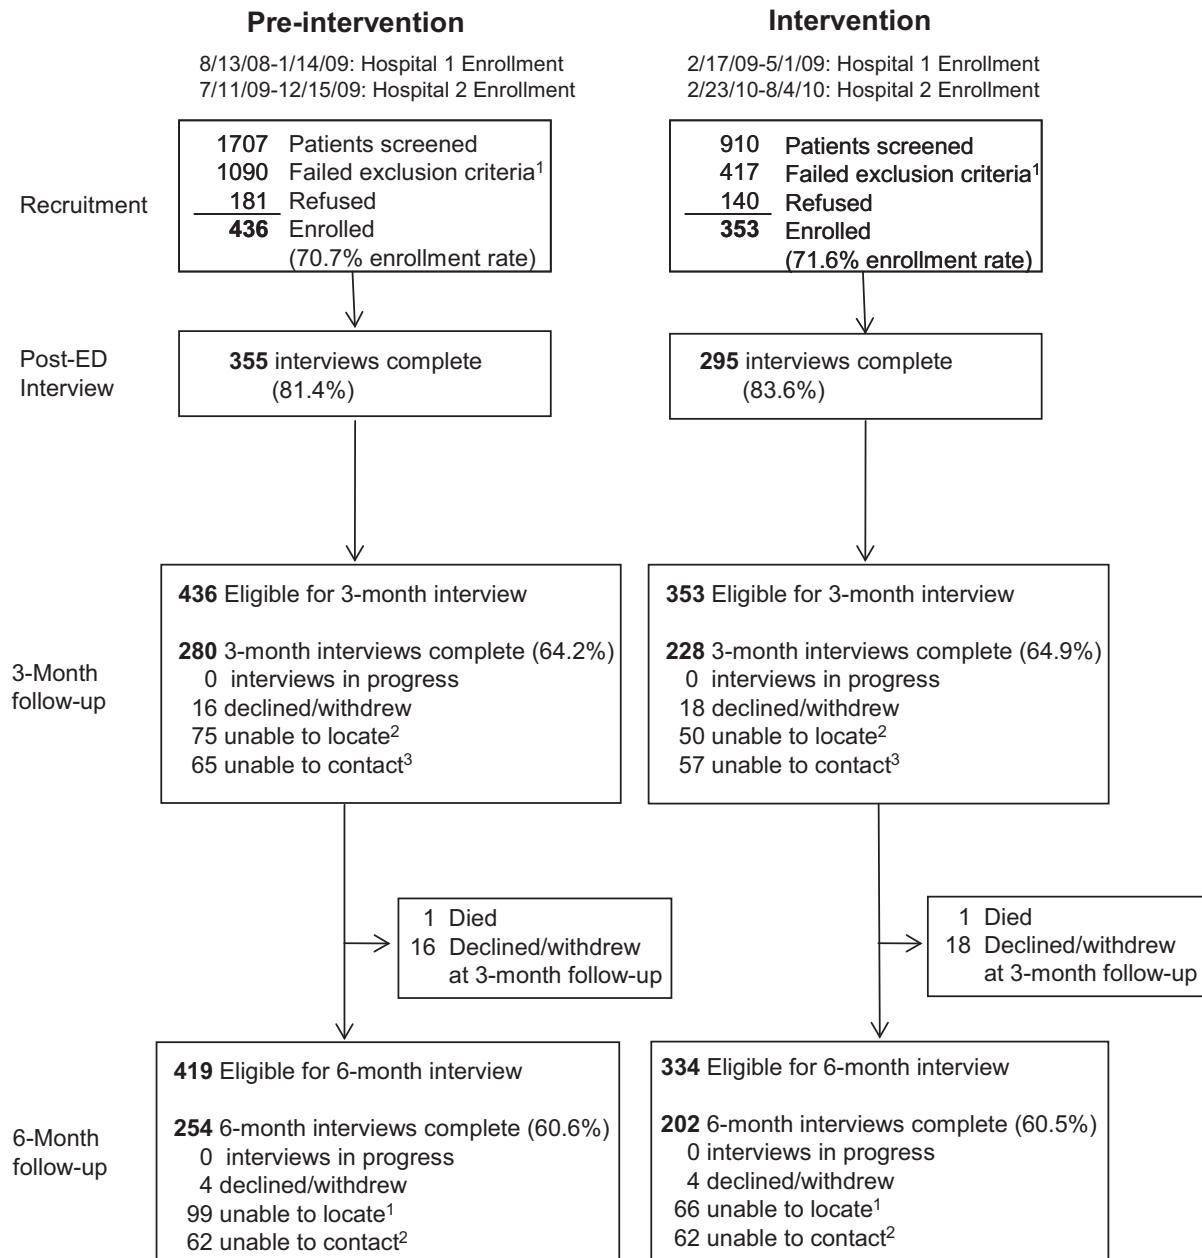 Pre-intervention
8/13/08-1/14/09: Hospital 1 Enrollment
7/11/09-12/15/09: Hospital 2 Enrollment
Intervention
2/17/09-5/1/09: Hospital 1 Enrollment
2/23/10-8/4/10: Hospital 2 Enrollment
Recruitment
1707 Patients screened
1090 Failed exclusion criteria¹
181 Refused
436 Enrolled
(70.7% enrollment rate)
910 Patients screened
417 Failed exclusion criteria¹
140 Refused
353 Enrolled
(71.6% enrollment rate)
Post-ED
Interview
355 interviews complete
(81.4%)
295 interviews complete
(83.6%)
3-Month
follow-up
436 Eligible for 3-month interview
280 3-month interviews complete (64.2%)
0 interviews in progress
16 declined/withdrew
75 unable to locate²
65 unable to contact³
353 Eligible for 3-month interview
228 3-month interviews complete (64.9%)
0 interviews in progress
18 declined/withdrew
50 unable to locate²
57 unable to contact³
1 Died
16 Declined/withdrew
at 3-month follow-up
1 Died
18 Declined/withdrew
at 3-month follow-up
6-Month
follow-up
419 Eligible for 6-month interview
254 6-month interviews complete (60.6%)
0 interviews in progress
4 declined/withdrew
99 unable to locate¹
62 unable to contact²
334 Eligible for 6-month interview
202 6-month interviews complete (60.5%)
0 interviews in progress
4 declined/withdrew
66 unable to locate¹
62 unable to contact²